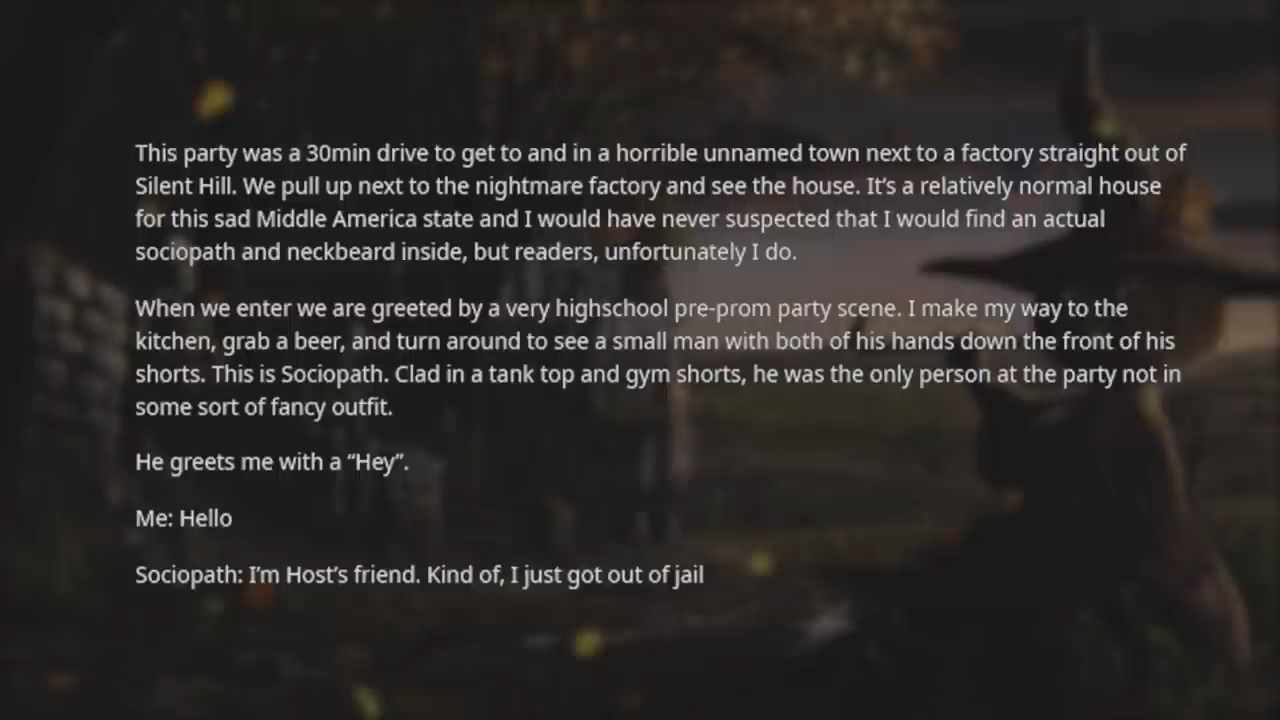 This party was a 30min drive to get to and in a horrible unnamed town next to a factory straight out of
Silent Hill. We pull up next to the nightmare factory and see the house. It’s a relatively normal house
for this sad Middle America state and I would have never suspected that I would find an actual
sociopath and neckbeard inside, but readers, unfortunately I do.
When we enter we are greeted by a very highschool pre-prom party scene. I make my way to the
kitchen, grab a beer, and turn around to see a small man with both of his hands down the front of his
shorts. This is Sociopath. Clad in a tank top and gym shorts, he was the only person at the party not in
some sort of fancy outfit.
He greets me with a “Hey”.
Me: Hello
Sociopath: I’m Host’s friend. Kind of, I just got out of jail